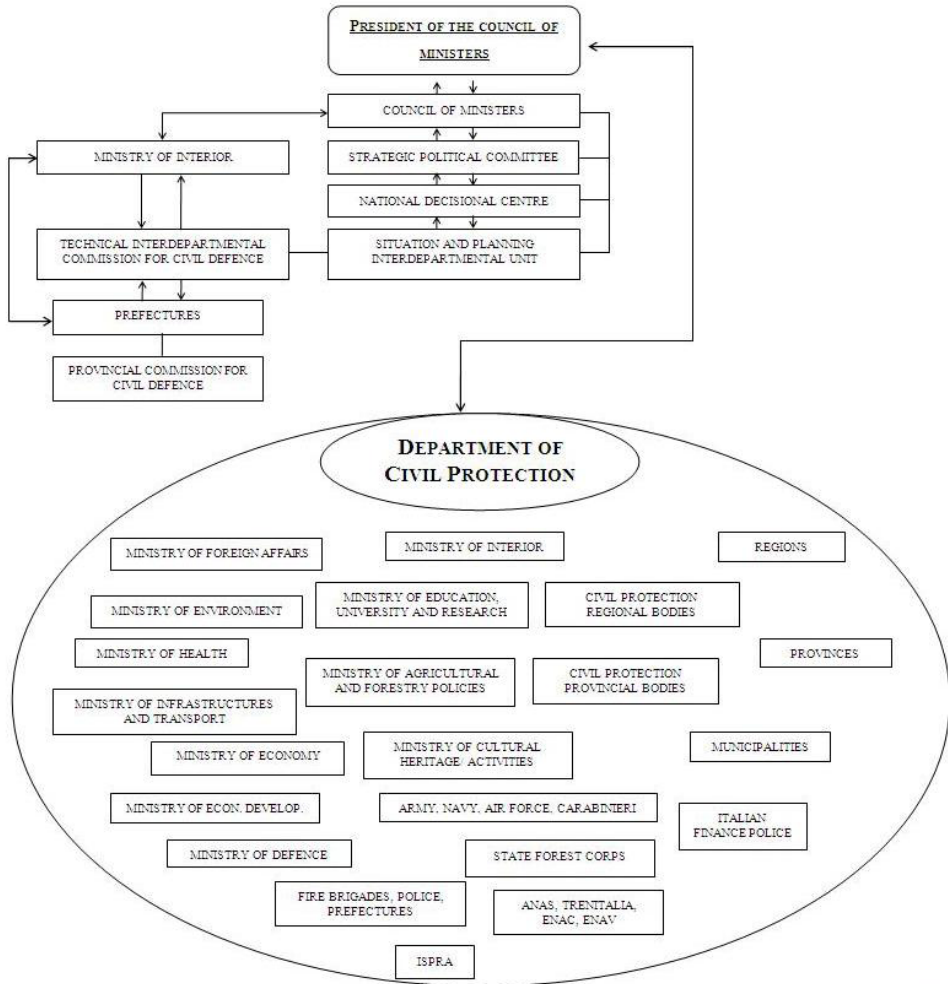 PRESIDENT OF THE COUNCIL OF
MINISTERS
COUNCIL OF MINISTERS
MINISTRY OF INTERIOR
STRATEGIC POLITICAL COMMITTEE
NATIONAL DECISIONAL CENTRE
TECHNICAL INTERDEPARTMENTAL
COMMISSION FOR CIVIL DEFENCE
SITUATION AND PLANNING
INTERDEPARTMENTAL UNIT
PREFECTURES
PROVINCIAL COMMISSION FOR
CIVIL DEFENCE
DEPARTMENT OF
CIVIL PROTECTION
MINISTRY OF FOREIGN AFFAIRS
MINISTRY OF INTERIOR
REGIONS
MINISTRY OF ENVIRONMENT
MINISTRY OF EDUCATION,
UNIVERSITY AND RESEARCH
CIVIL PROTECTION
REGIONAL BODIES
MINISTRY OF HEALTH
PROVINCES
MINISTRY OF AGRICULTURAL
AND FORESTRY POLICIES
CIVIL PROTECTION
PROVINCIAL BODIES
MINISTRY OF INFRASTRUCTURES
AND TRANSPORT
MINISTRY OF ECONOMY
MINISTRY OF CULTURAL
HERITAGE/ ACTIVITIES
MUNICIPALITIES
MINISTRY OF ECON. DEVELOP.
ARMY, NAVY, AIR FORCE, CARABINIERI
ITALIAN
FINANCE POLICE
MINISTRY OF DEFENCE
STATE FOREST CORPS
FIRE BRIGADES, POLICE,
PREFECTURES
ANAS, TRENITALIA,
ENAC, ENAV
ISPRA